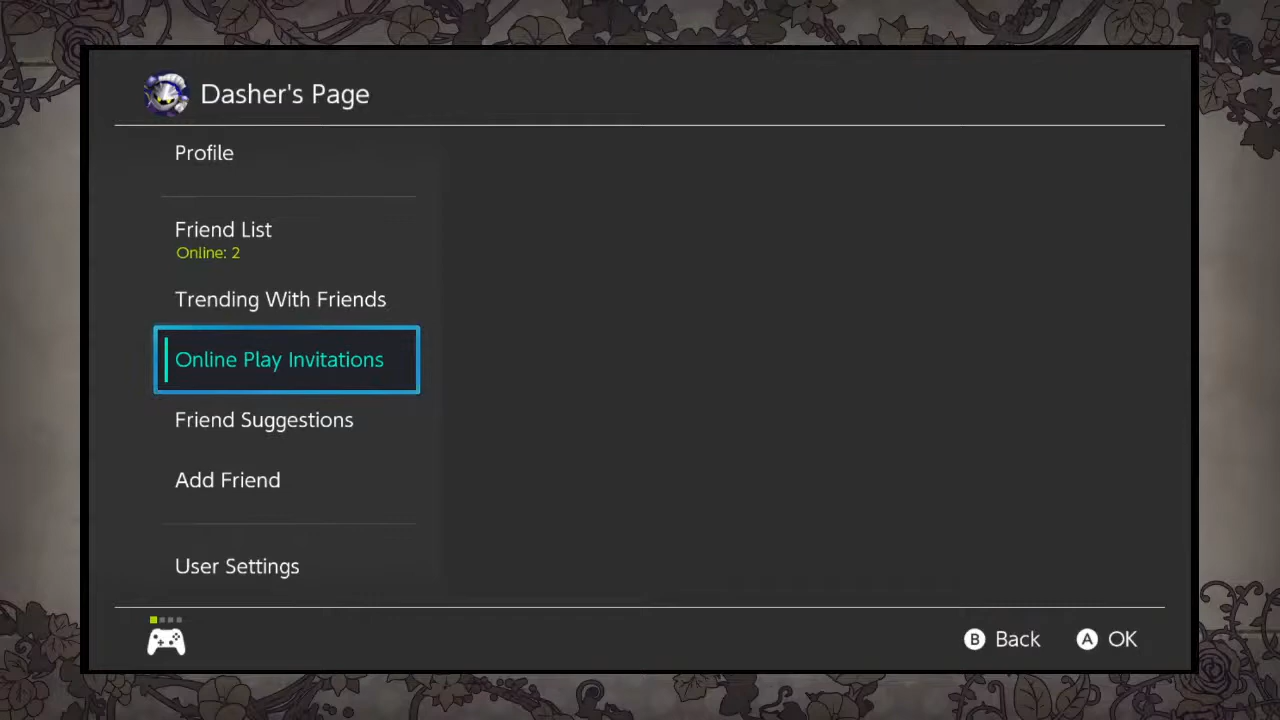 Dasher's Page
Profile
Friend List
Online: 2
Trending With Friends
Online Play Invitations
Friend Suggestions
Add Friend
User Settings
B Back A OK